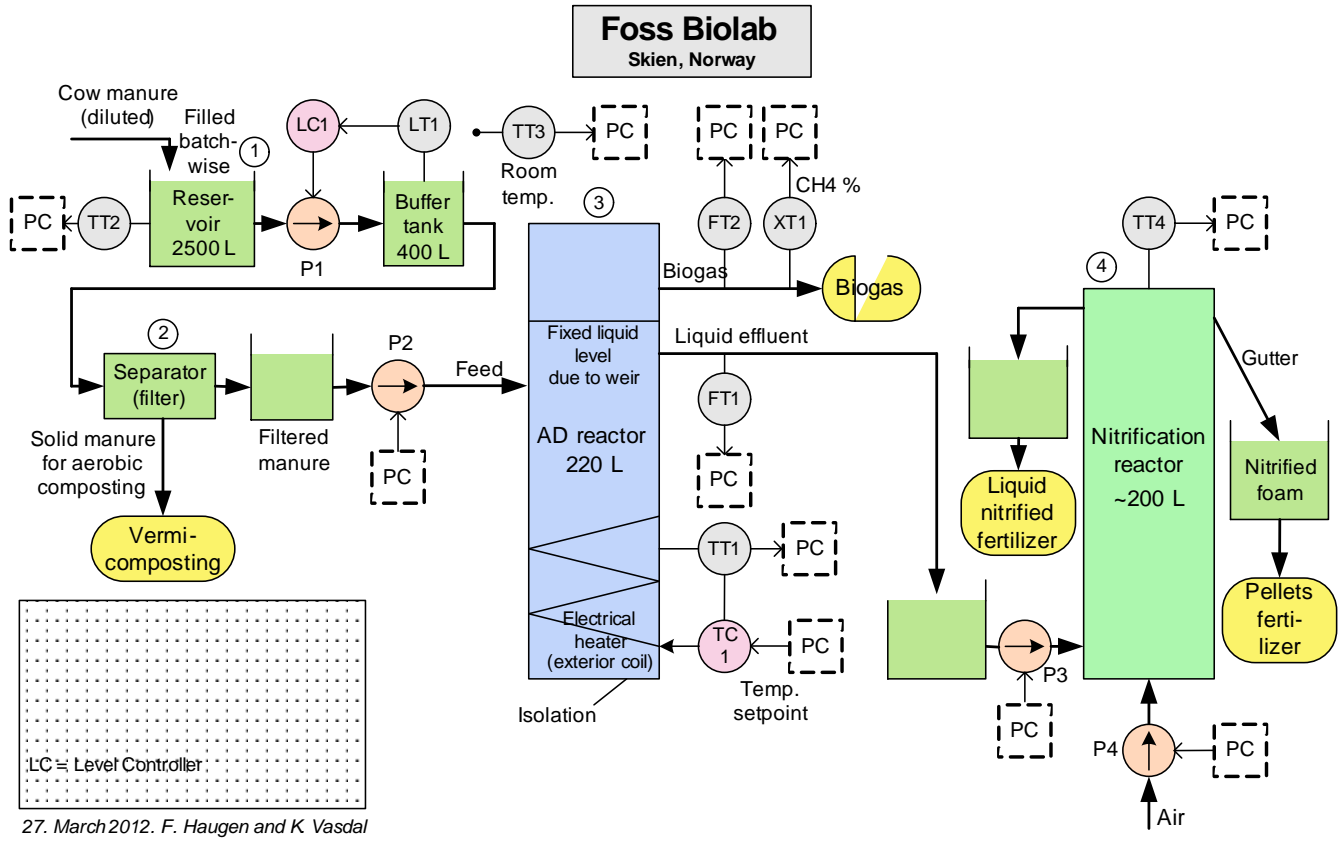 Foss Biolab
Skien, Norway
Cow manure
(diluted)
Filled
batch-
wise
1
LC1
LT1
TT3
PC
Room
temp.
PC
PC
CH4 %
PC
TT2
Reser-
voir
2500 L
P1
Buffer
tank
400 L
3
FT2
XT1
TT4
PC
4
Biogas
Biogas
2
Separator
(filter)
P2
Feed
Fixed liquid
level
due to weir
Liquid effluent
Gutter
FT1
Solid manure
for aerobic
composting
Filtered
manure
PC
AD reactor
220 L
PC
Nitrification
reactor
~200 L
Nitrified
foam
Liquid
nitrified
fertilizer
Vermi-
composting
TT1
PC
Electrical
heater
(exterior coil)
TC
1
PC
Temp.
setpoint
Isolation
P3
PC
Pellets
ferti-
lizer
P4
PC
Air
LC = Level Controller
27. March 2012. F. Haugen and K. Vasdal